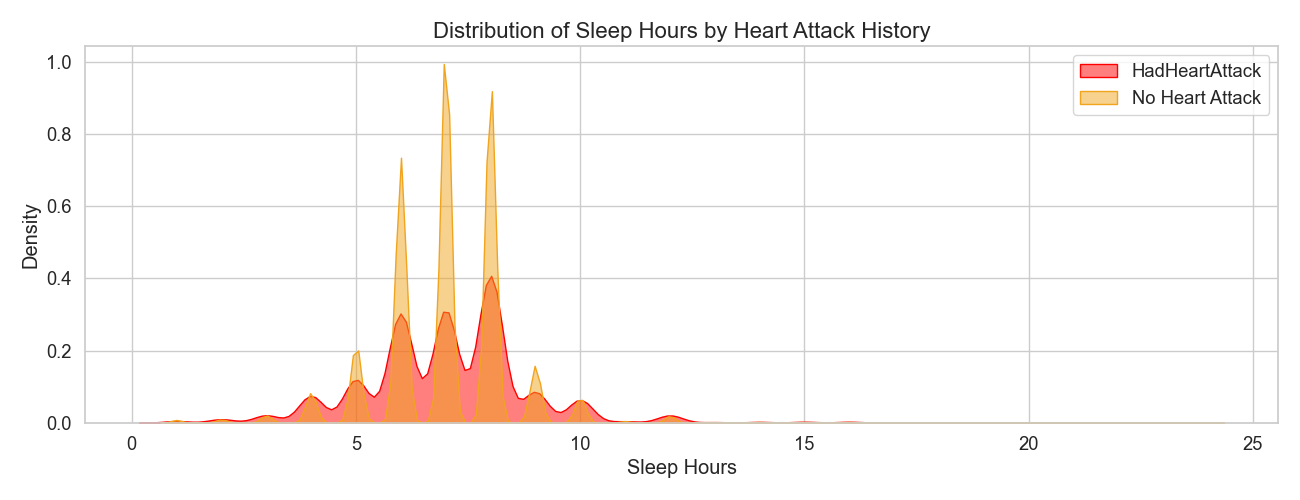 Distribution of Sleep Hours by Heart Attack History
1.0
0.8
0.6
0.4
0.2
0.0
Density
HadHeartAttack
No Heart Attack
0 5 10 15 20 25
Sleep Hours